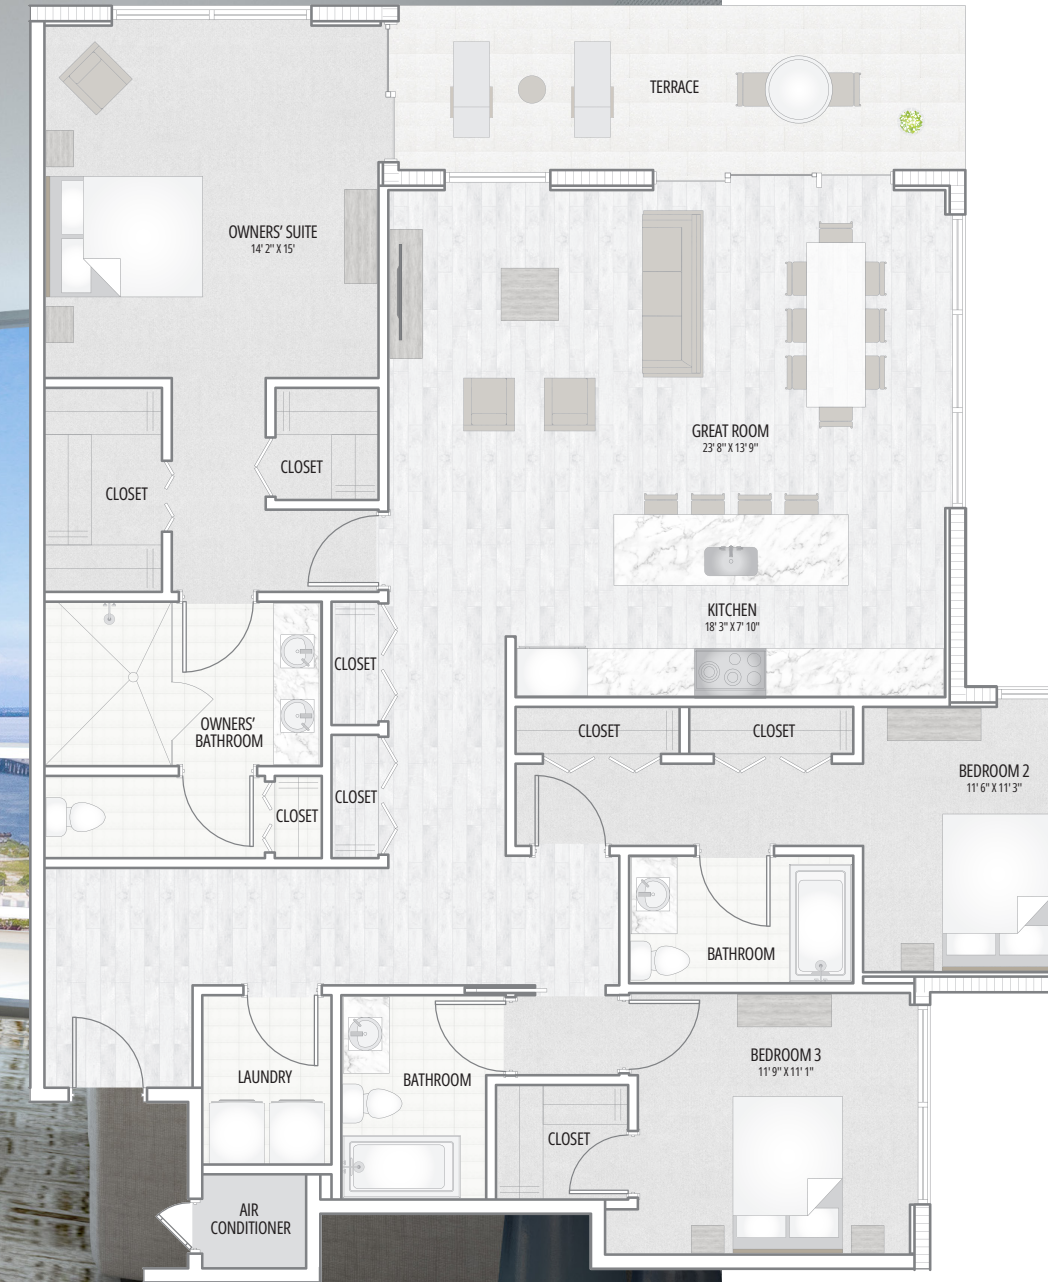 TERRACE
OWNERS' SUITE
14' 2" X 15'
GREAT ROOM
23' 8" X 13' 9"
CLOSET
CLOSET
KITCHEN
18' 3" X 7' 10"
CLOSET
OWNERS'
BATHROOM
CLOSET
CLOSET
BEDROOM 2
11' 6" X 11' 3"
CLOSET
CLOSET
BATHROOM
BEDROOM 3
11' 9" X 11' 1"
LAUNDRY
BATHROOM
CLOSET
AIR
CONDITIONER